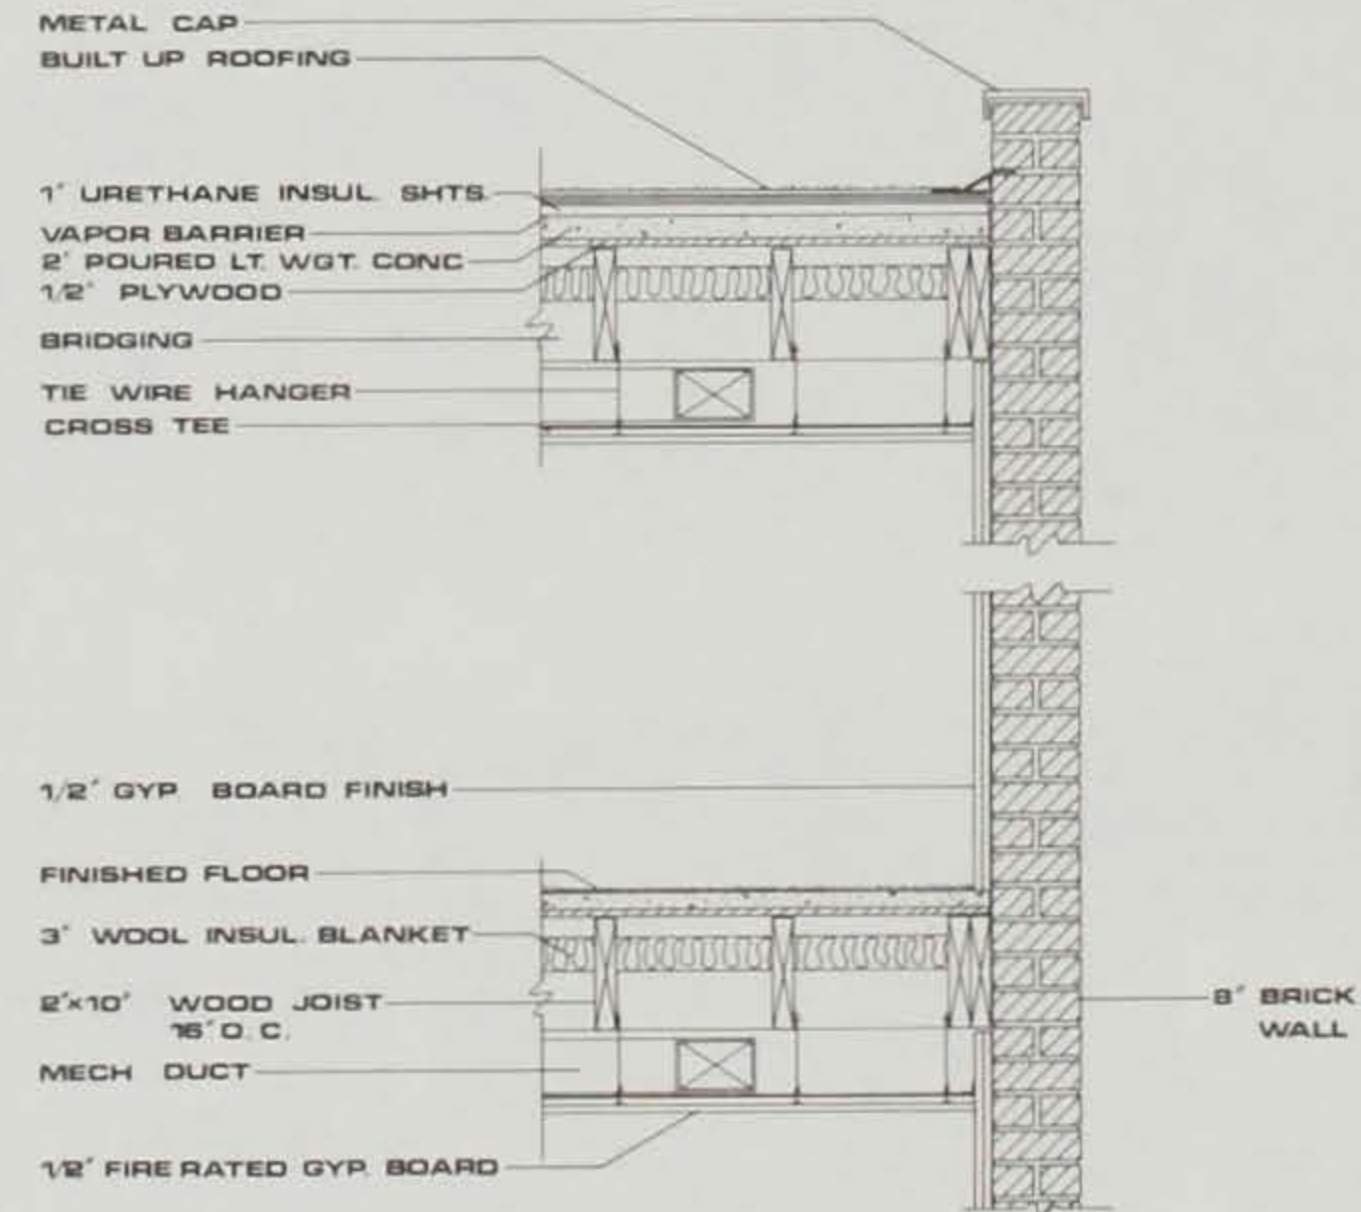 METAL CAP
BUILT UP ROOFING
1" URETHANE INSUL. SHTS.
VAPOR BARRIER
2" POURED LT. WGT. CONC
1/2" PLYWOOD
BRIDGING
TIE WIRE HANGER
CROSS TEE
1/2" GYP. BOARD FINISH
FINISHED FLOOR
3" WOOL INSUL. BLANKET
2"x10" WOOD JOIST
16" O.C.
8" BRICK
WALL
MECH DUCT
1/2" FIRE RATED GYP. BOARD